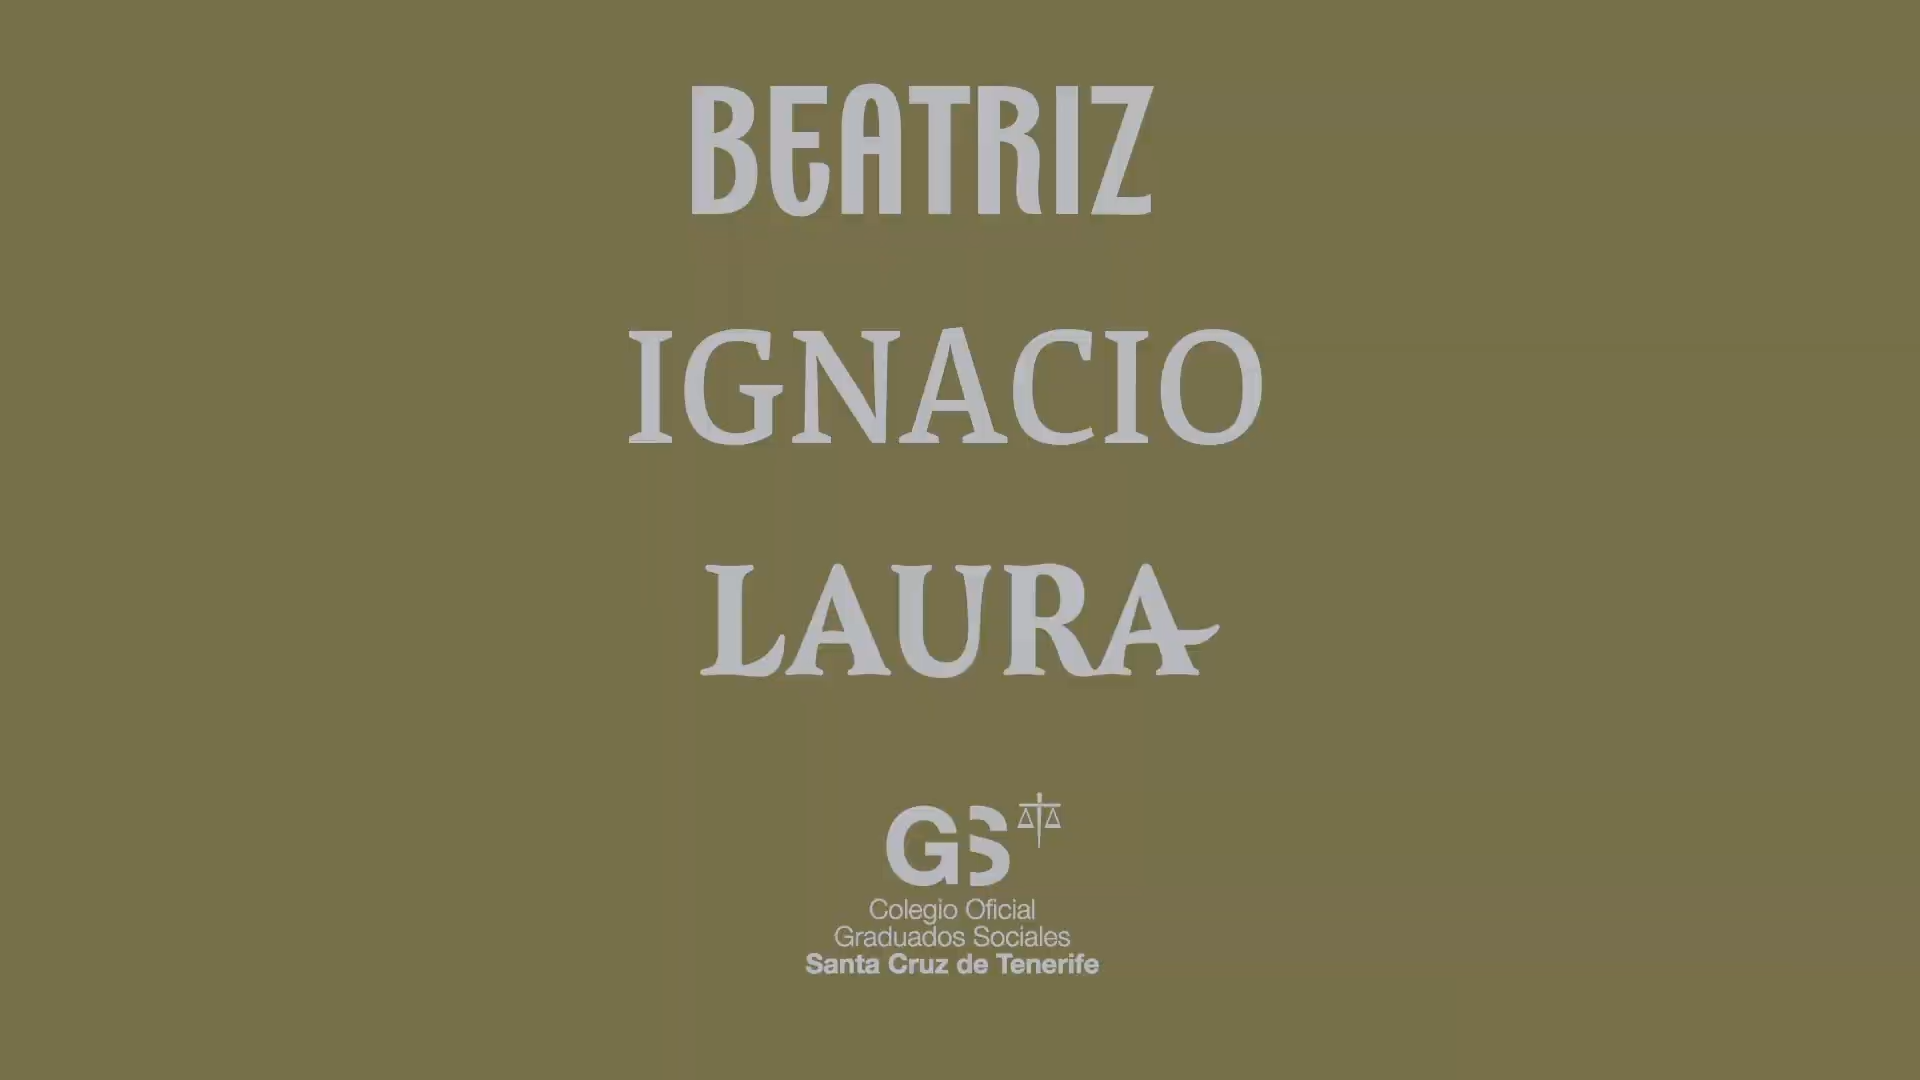 BEATRIZ
IGNACIO
LAURA
GS
Colegio Oficial
Graduados Sociales
Santa Cruz de Tenerife